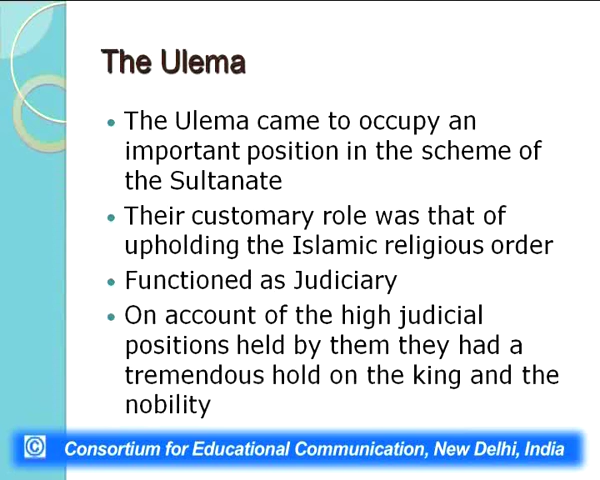 The Ulema
• The Ulema came to occupy an
important position in the scheme of
the Sultanate
• Their customary role was that of
upholding the Islamic religious order
• Functioned as Judiciary
• On account of the high judicial
positions held by them they had a
tremendous hold on the king and the
nobility
© Consortium for Educational Communication, New Delhi, India